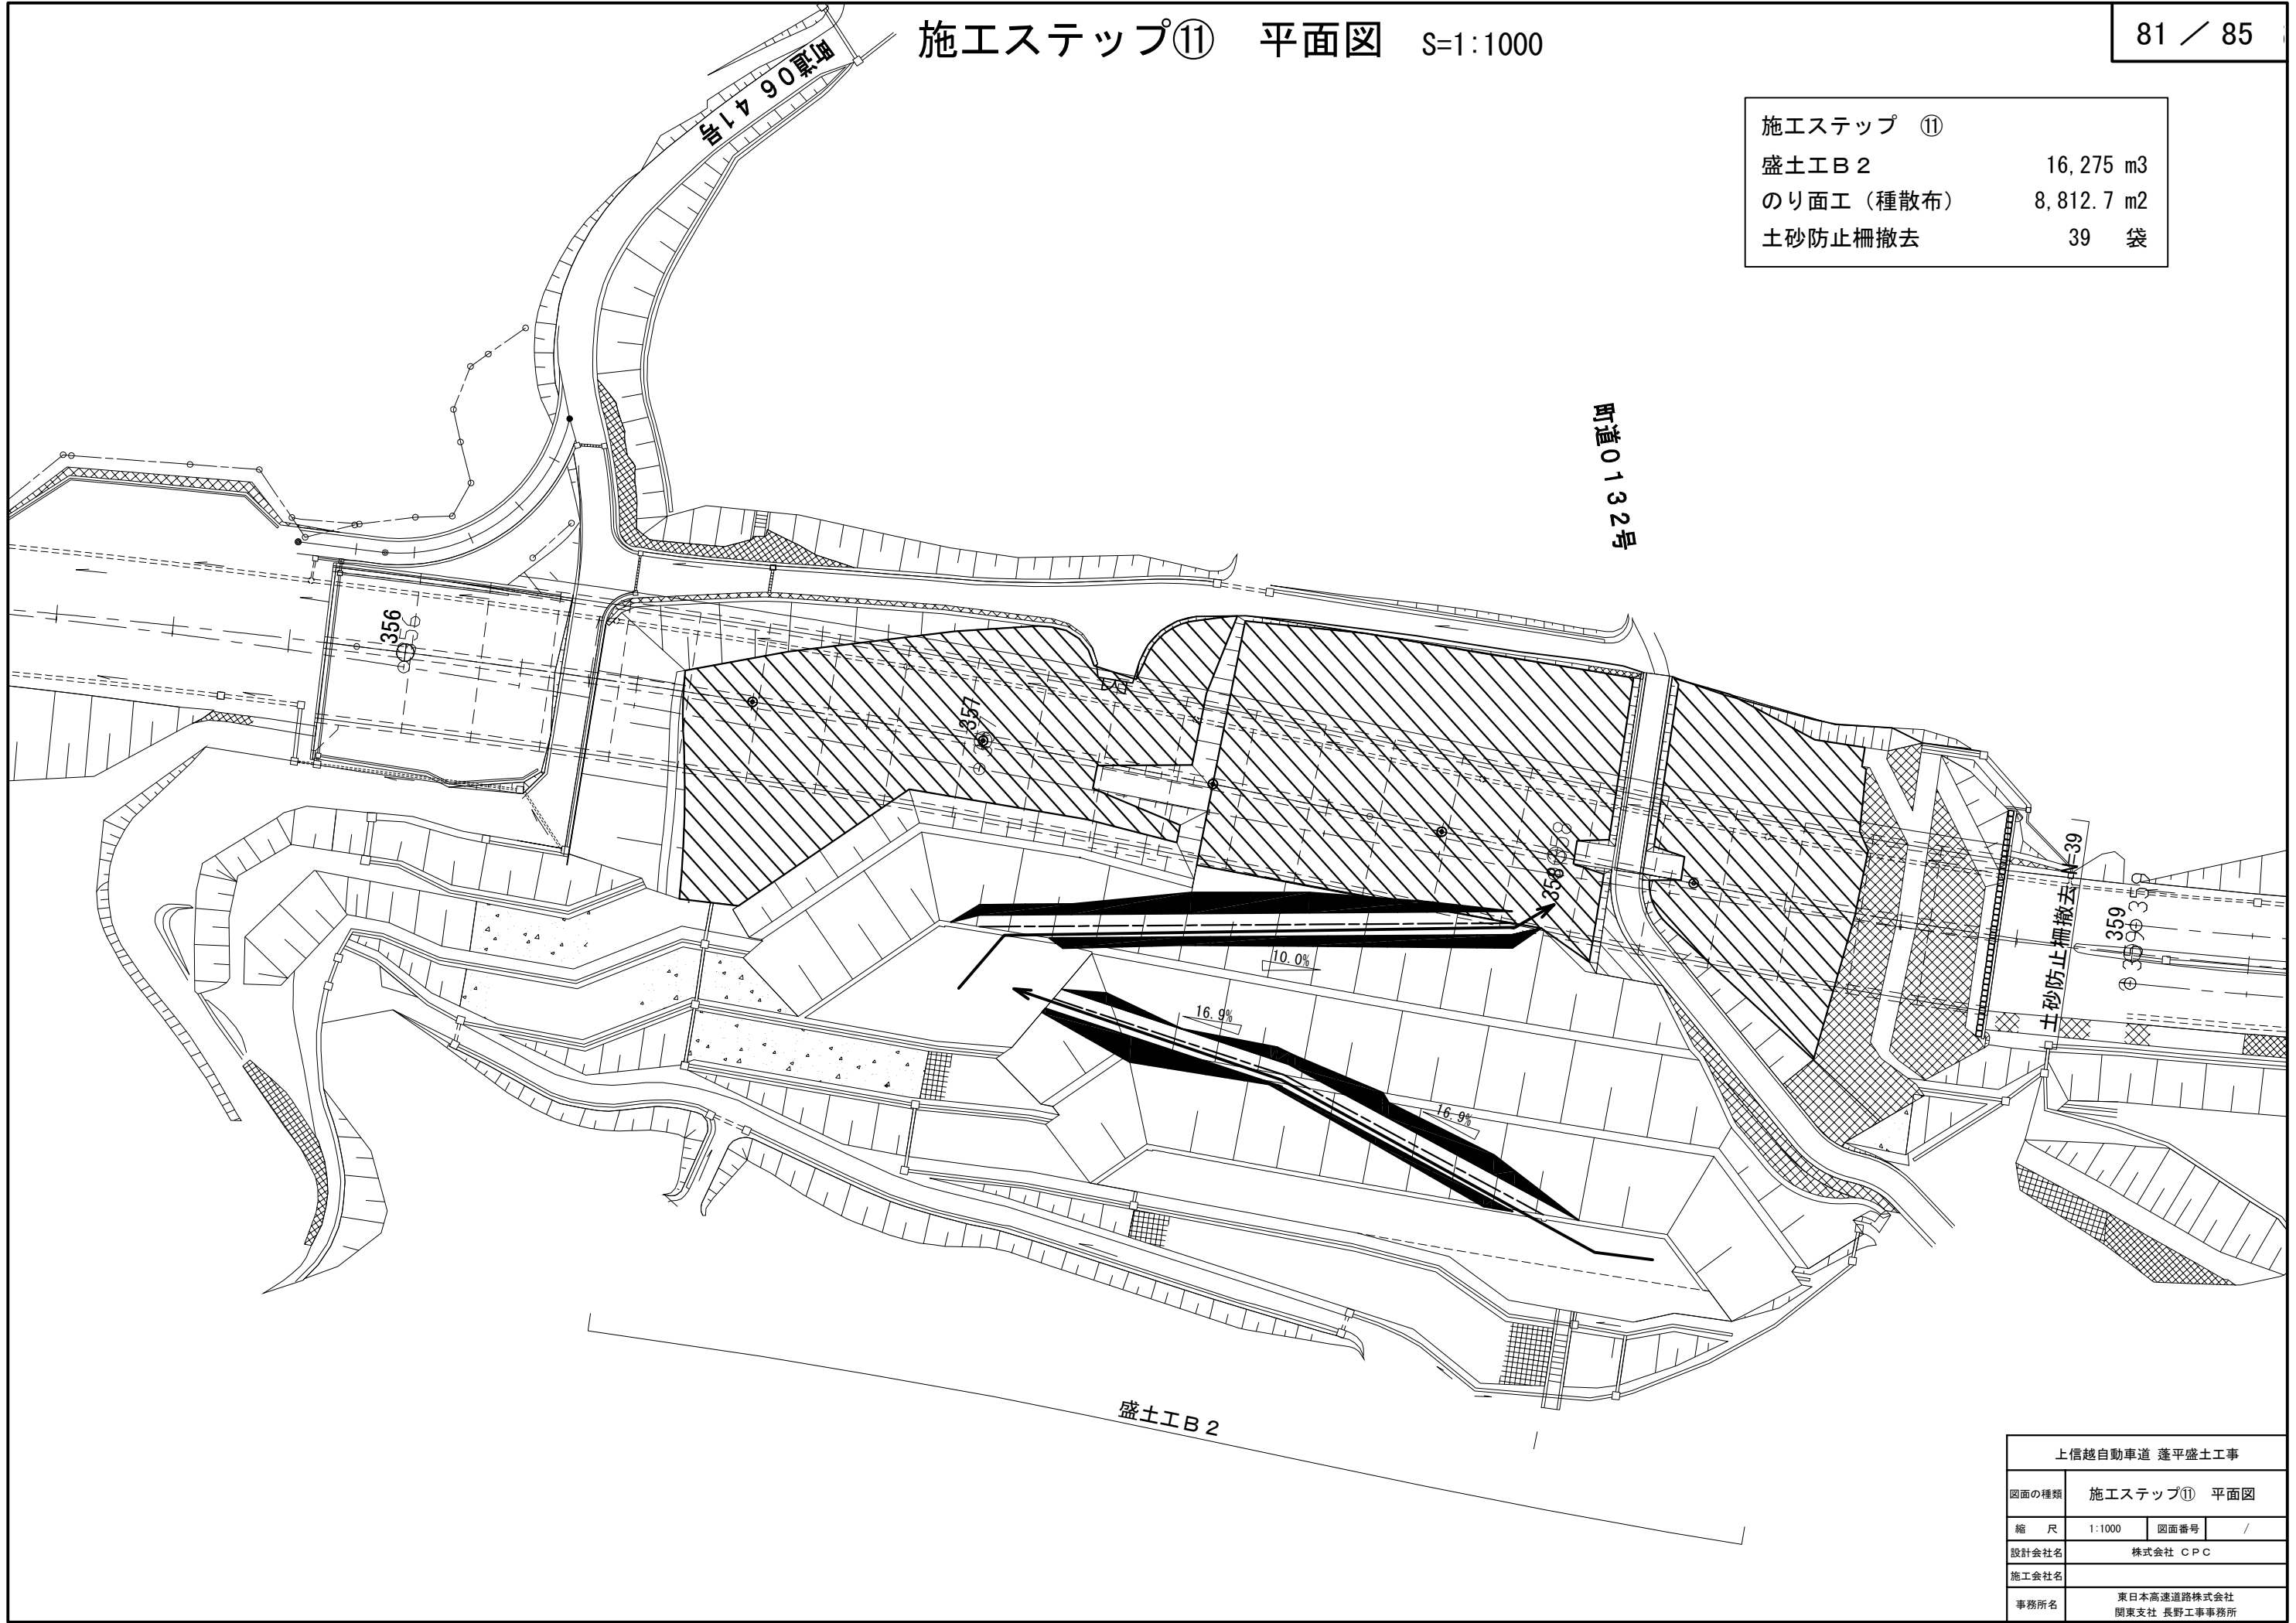 施工ステップ⑪　平面図　S=1:1000
81 ／ 85
施工ステップ　⑪
盛土工Ｂ２　16,275 m3
のり面工（種散布）　8,812.7 m2
土砂防止柵撤去　39　袋
町道０６４１号
町道０１３２号
356
357
358
358
土砂防止柵撤去 N=39
359
359
10.0%
16.9%
16.9%
盛土工Ｂ２
上信越自動車道 蓬平盛土工事
図面の種類　施工ステップ⑪　平面図
縮　尺　1:1000　図面番号　/
設計会社名　株式会社 ＣＰＣ
施工会社名
事務所名　東日本高速道路株式会社
関東支社 長野工事事務所